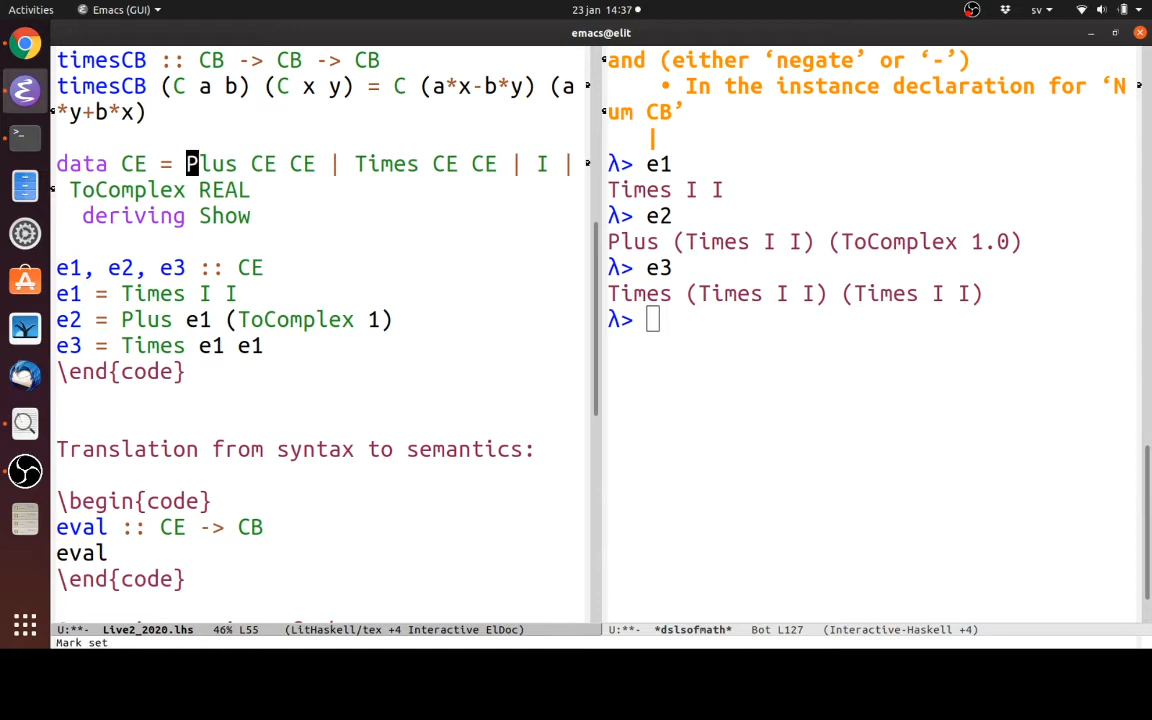 Activities
Emacs (GUI)
23 jan 14:37
sv
emacs@elit
timesCB :: CB -> CB -> CB
timesCB (C a b) (C x y) = C (a*x-b*y) (a
*y+b*x)
data CE = Plus CE CE | Times CE CE | I |
ToComplex REAL
deriving Show
e1, e2, e3 :: CE
e1 = Times I I
e2 = Plus e1 (ToComplex 1)
e3 = Times e1 e1
\end{code}
Translation from syntax to semantics:
\begin{code}
eval :: CE -> CB
eval
\end{code}
U:**- Live2_2020.lhs 46% L55 (LitHaskell/tex +4 Interactive ElDoc)
Mark set
and (either ‘negate’ or ‘-’)
• In the instance declaration for ‘N
um CB’
|
λ> e1
Times I I
λ> e2
Plus (Times I I) (ToComplex 1.0)
λ> e3
Times (Times I I) (Times I I)
λ>
U:**- *dslsofmath* Bot L127 (Interactive-Haskell +4)